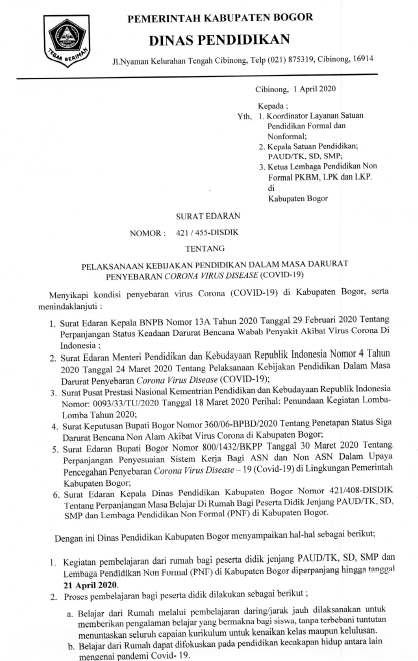 PEMERINTAH KABUPATEN BOGOR
DINAS PENDIDIKAN
Jl.Nyaman Kelurahan Tengah Cibinong, Telp (021) 875319, Cibinong, 16914
TEGAR BERIMAN
Cibinong, 1 April 2020
Kepada ;
Yth, 1. Koordinator Layanan Satuan
Pendidikan Formal dan
Nonformal;
2. Kepala Satuan Pendidikan;
PAUD/TK, SD, SMP;
3. Ketua Lembaga Pendidikan Non
Formal PKBM, LPK dan LKP.
di
Kabupaten Bogor
SURAT EDARAN
NOMOR : 421 / 455-DISDIK
TENTANG
PELAKSANAAN KEBIJAKAN PENDIDIKAN DALAM MASA DARURAT
PENYEBARAN CORONA VIRUS DISEASE (COVID-19)
Menyikapi kondisi penyebaran virus Corona (COVID-19) di Kabupaten Bogor, serta
menindaklanjuti :
1. Surat Edaran Kepala BNPB Nomor 13A Tahun 2020 Tanggal 29 Februari 2020 Tentang
Perpanjangan Status Keadaan Darurat Bencana Wabah Penyakit Akibat Virus Corona Di
Indonesia ;
2. Surat Edaran Menteri Pendidikan dan Kebudayaan Republik Indonesia Nomor 4 Tahun
2020 Tanggal 24 Maret 2020 Tentang Pelaksanaan Kebijakan Pendidikan Dalam Masa
Darurat Penyebaran Corona Virus Disease (COVID-19);
3. Surat Pusat Prestasi Nasional Kementrian Pendidikan dan Kebudayaan Republik Indonesia
Nomor: 0093/33/TU/2020 Tanggal 18 Maret 2020 Perihal: Penundaan Kegiatan Lomba-
Lomba Tahun 2020;
4. Surat Keputusan Bupati Bogor Nomor 360/06-BPBD/2020 Tentang Penetapan Status Siga
Darurat Bencana Non Alam Akibat Virus Corona di Kabupaten Bogor;
5. Surat Edaran Bupati Bogor Nomor 800/1432/BKPP Tanggal 30 Maret 2020 Tentang
Perpanjangan Penyesuaian Sistem Kerja Bagi ASN dan Non ASN Dalam Upaya
Pencegahan Penyebaran Corona Virus Disease – 19 (Covid-19) di Lingkungan Pemerintah
Kabupaten Bogor;
6. Surat Edaran Kepala Dinas Pendidikan Kabupaten Bogor Nomor 421/408-DISDIK
Tentang Perpanjangan Masa Belajar Di Rumah Bagi Peserta Didik Jenjang PAUD/TK, SD,
SMP dan Lembaga Pendidikan Non Formal (PNF) di Kabupaten Bogor.
Dengan ini Dinas Pendidikan Kabupaten Bogor menyampaikan hal-hal sebagai berikut;
1. Kegiatan pembelajaran dari rumah bagi peserta didik jenjang PAUD/TK, SD, SMP dan
Lembaga Pendidikan Non Formal (PNF) di Kabupaten Bogor diperpanjang hingga tanggal
21 April 2020.
2. Proses pembelajaran bagi peserta didik dilakukan sebagai berikut ;
a. Belajar dari Rumah melalui pembelajaran daring/jarak jauh dilaksanakan untuk
memberikan pengalaman belajar yang bermakna bagi siswa, tanpa terbebani tuntutan
menuntaskan seluruh capaian kurikulum untuk kenaikan kelas maupun kelulusan.
b. Belajar dari Rumah dapat difokuskan pada pendidikan kecakapan hidup antara lain
mengenai pandemi Covid- 19.